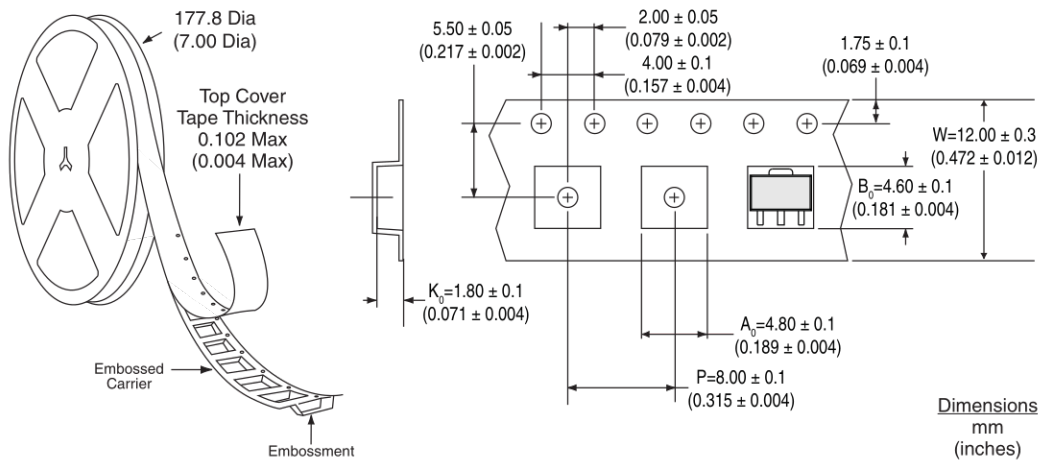 177.8 Dia
(7.00 Dia)
Top Cover
Tape Thickness
0.102 Max
(0.004 Max)
Embossed
Carrier
Embossment
5.50 ± 0.05
(0.217 ± 0.002)
2.00 ± 0.05
(0.079 ± 0.002)
4.00 ± 0.1
(0.157 ± 0.004)
1.75 ± 0.1
(0.069 ± 0.004)
W=12.00 ± 0.3
(0.472 ± 0.012)
B₀=4.60 ± 0.1
(0.181 ± 0.004)
K₀=1.80 ± 0.1
(0.071 ± 0.004)
A₀=4.80 ± 0.1
(0.189 ± 0.004)
P=8.00 ± 0.1
(0.315 ± 0.004)
Dimensions
mm
(inches)